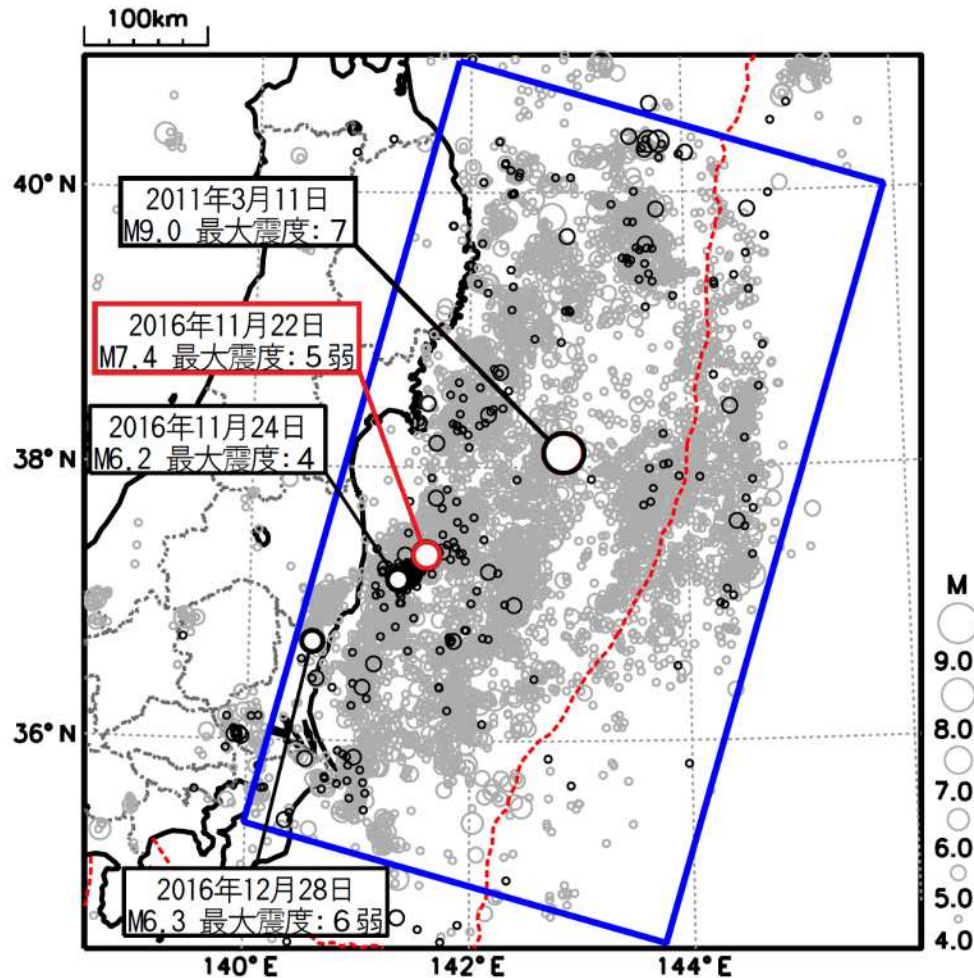 100km
40°N
2011年3月11日
M9.0 最大震度:7
2016年11月22日
M7.4 最大震度:5弱
2016年11月24日
M6.2 最大震度:4
38°N
36°N
2016年12月28日
M6.3 最大震度:6弱
140°E
142°E
144°E
M
9.0
8.0
7.0
6.0
5.0
4.0